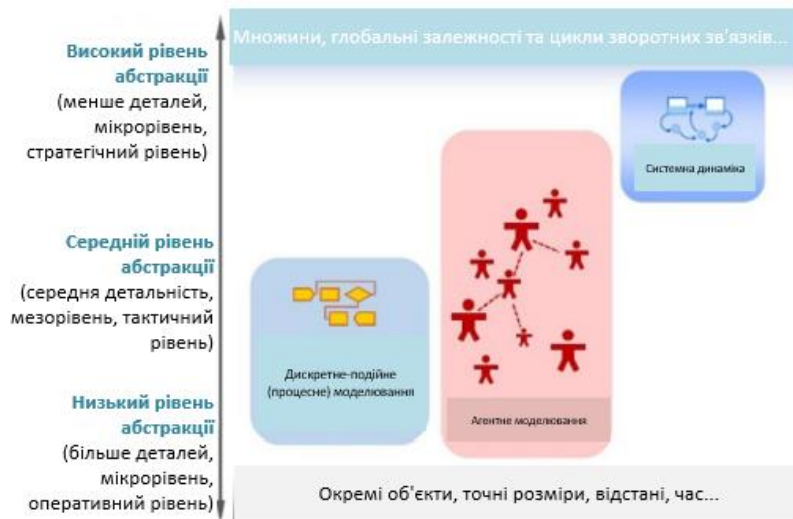 Високий рівень
абстракції
(менше деталей,
мікрорівень,
стратегічний рівень)
Середній рівень
абстракції
(середня детальність,
мезорівень, тактичний
рівень)
Низький рівень
абстракції
(більше деталей,
мікрорівень,
оперативний рівень)
Множини, глобальні залежності та цикли зворотних зв'язків...
Системна динаміка
Дискретне-подійне
(процесне) моделювання
Агентне моделювання
Окремі об'єкти, точні розміри, відстані, час...